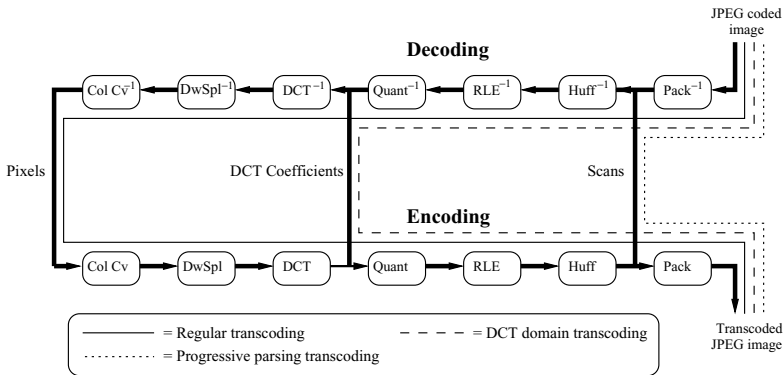 JPEG coded
image
Decoding
Col Cv⁻¹ DwSpl⁻¹ DCT⁻¹ Quant⁻¹ RLE⁻¹ Huff⁻¹ Pack⁻¹
Pixels DCT Coefficients Scans
Encoding
Col Cv DwSpl DCT Quant RLE Huff Pack
Transcoded
JPEG image
= Regular transcoding = DCT domain transcoding
= Progressive parsing transcoding